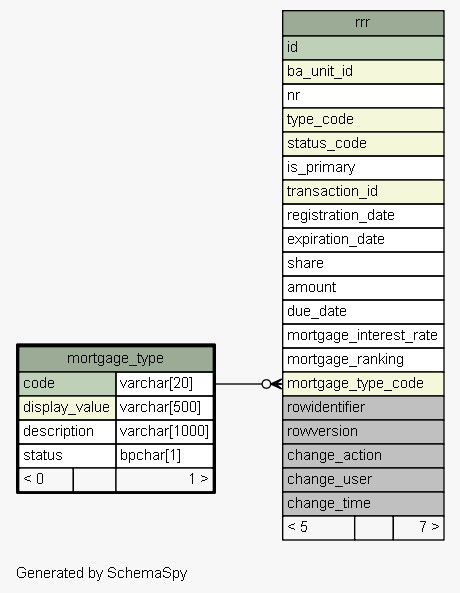 rrr
id
ba_unit_id
nr
type_code
status_code
is_primary
transaction_id
registration_date
expiration_date
share
amount
due_date
mortgage_interest_rate
mortgage_ranking
mortgage_type_code
rowidentifier
rowversion
change_action
change_user
change_time
< 5 7 >
mortgage_type
code varchar[20]
display_value varchar[500]
description varchar[1000]
status bpchar[1]
< 0 1 >
Generated by SchemaSpy